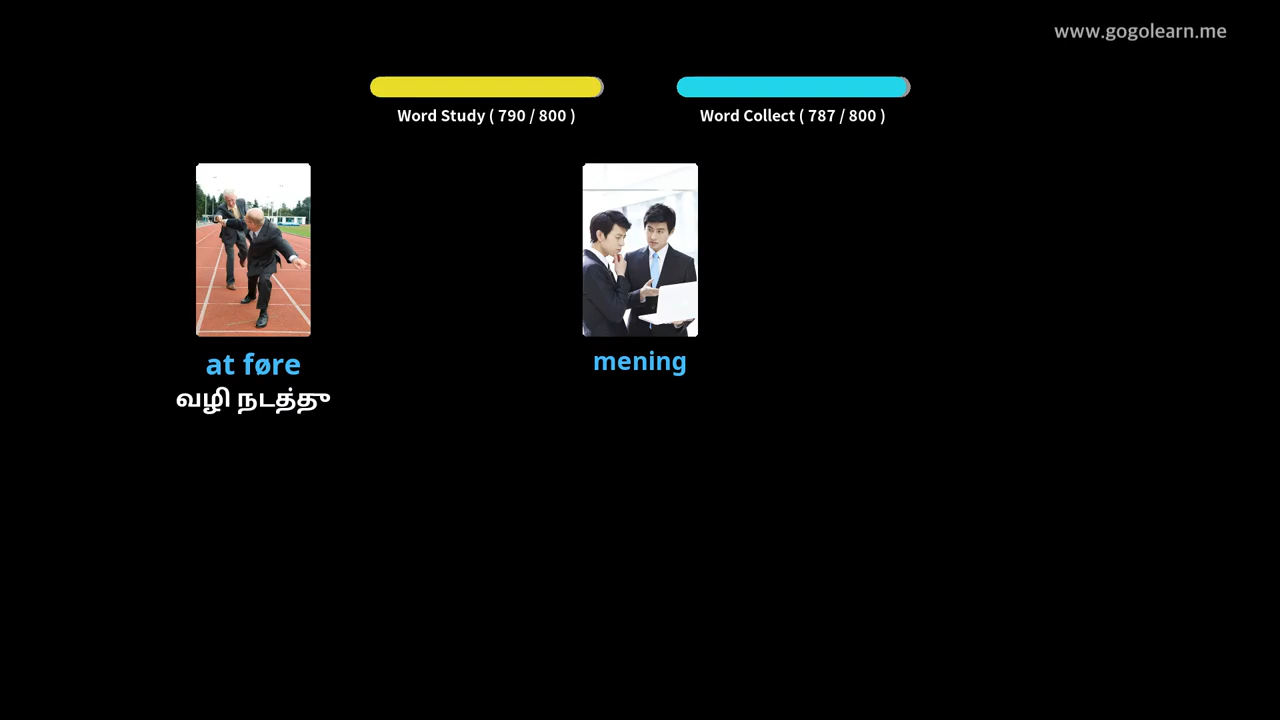 www.gogolearn.me
Word Study ( 790 / 800 )
Word Collect ( 787 / 800 )
at føre
வழி நடத்து
mening